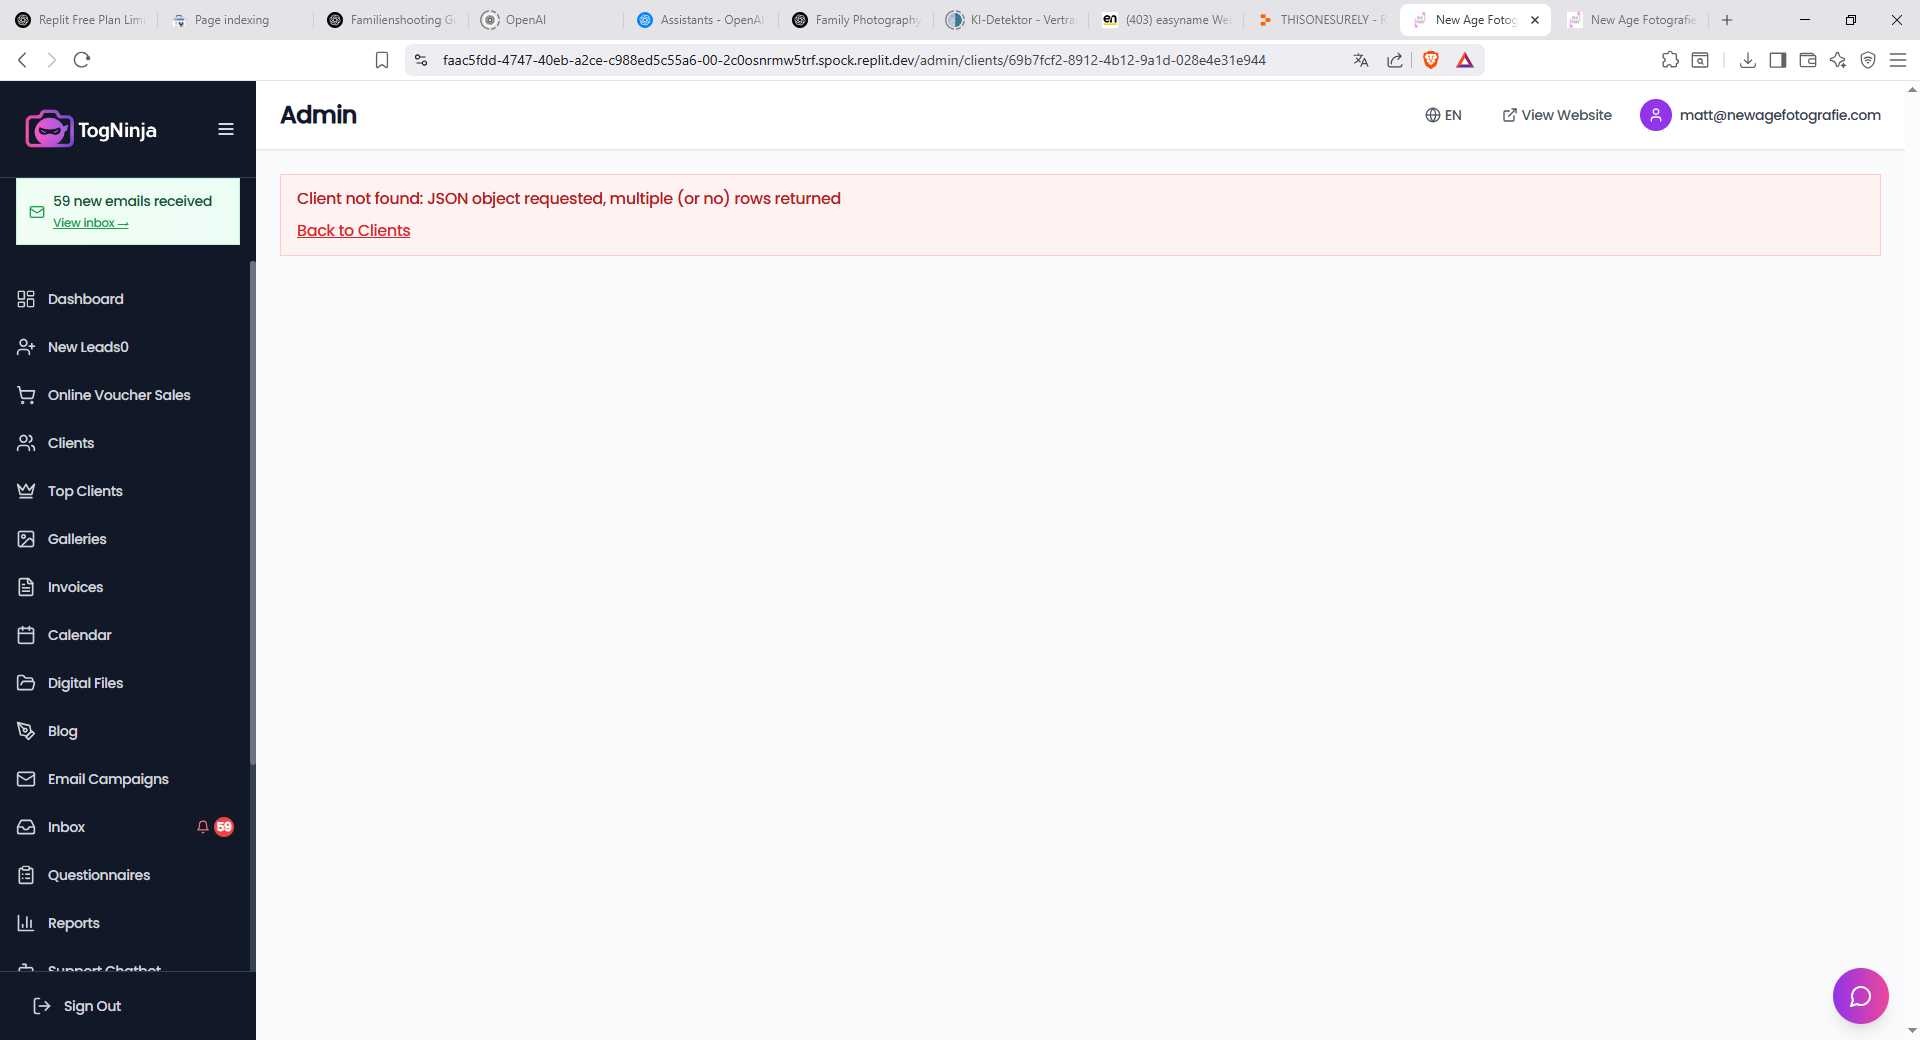 Replit Free Plan Limi
Page indexing
Familienshooting G
OpenAI
Assistants - OpenAI
Family Photography
KI-Detektor - Vertra
en
(403) easyname We
THISONESURELY - R
New Age Fotog
New Age Fotografie
faac5fdd-4747-40eb-a2ce-c988ed5c55a6-00-2c0osnrmw5trf.spock.replit.dev/admin/clients/69b7fcf2-8912-4b12-9a1d-028e4e31e944
TogNinja
Admin
EN
View Website
matt@newagefotografie.com
59 new emails received
View inbox →
Client not found: JSON object requested, multiple (or no) rows returned
Back to Clients
Dashboard
New Leads0
Online Voucher Sales
Clients
Top Clients
Galleries
Invoices
Calendar
Digital Files
Blog
Email Campaigns
Inbox
59
Questionnaires
Reports
Support Chatbot
Sign Out